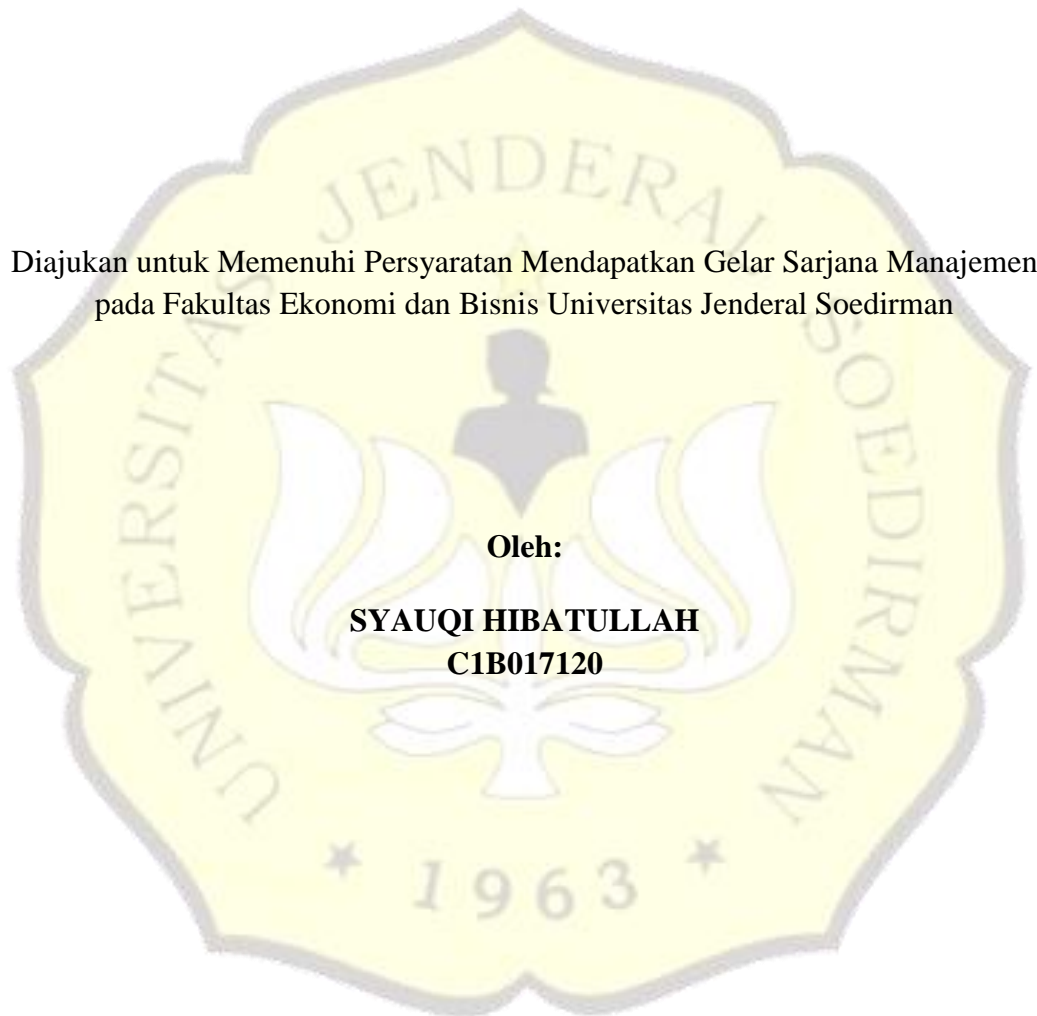 Diajukan untuk Memenuhi Persyaratan Mendapatkan Gelar Sarjana Manajemen
pada Fakultas Ekonomi dan Bisnis Universitas Jenderal Soedirman
Oleh:
SYAUQI HIBATULLAH
C1B017120
UNIVERSITAS JENDERAL SOEDIRMAN
* 1963 *